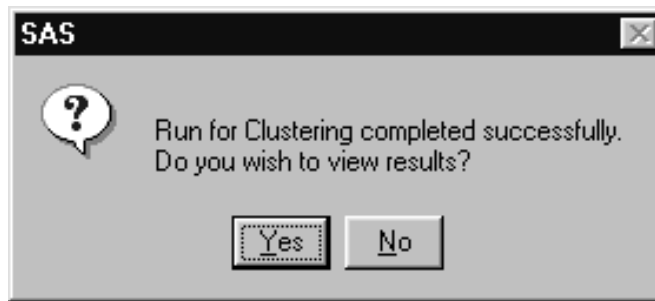 SAS
Run for Clustering completed successfully.
Do you wish to view results?
Yes
No